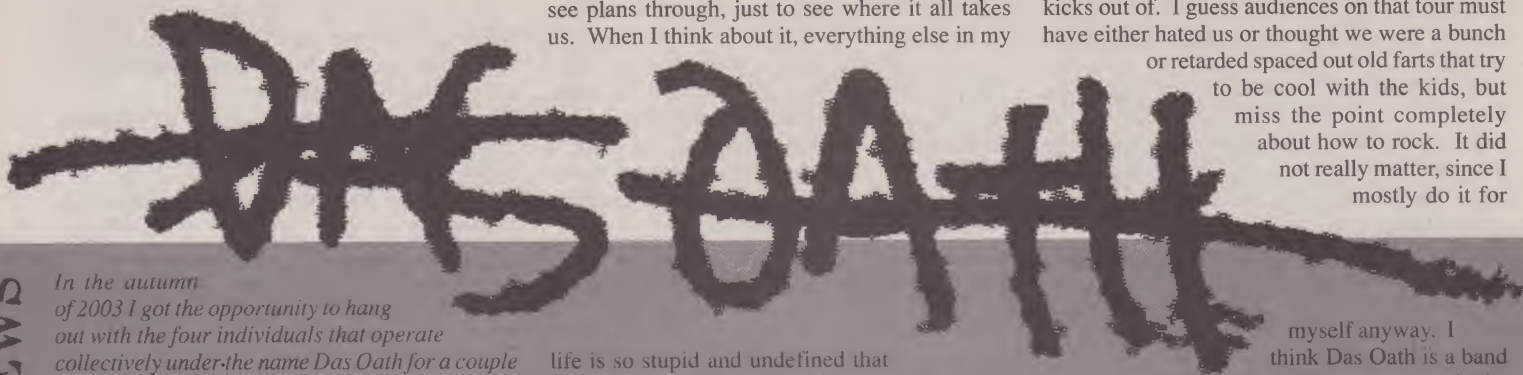 DAS OATH
In the autumn
of 2003 I got the opportunity to hang
out with the four individuals that operate
collectively under the name Das Oath for a couple
see plans through, just to see where it all takes
us. When I think about it, everything else in my
life is so stupid and undefined that
kicks out of. I guess audiences on that tour must
have either hated us or thought we were a bunch
or retarded spaced out old farts that try
to be cool with the kids, but
miss the point completely
about how to rock. It did
not really matter, since I
mostly do it for
myself anyway. I
think Das Oath is a band